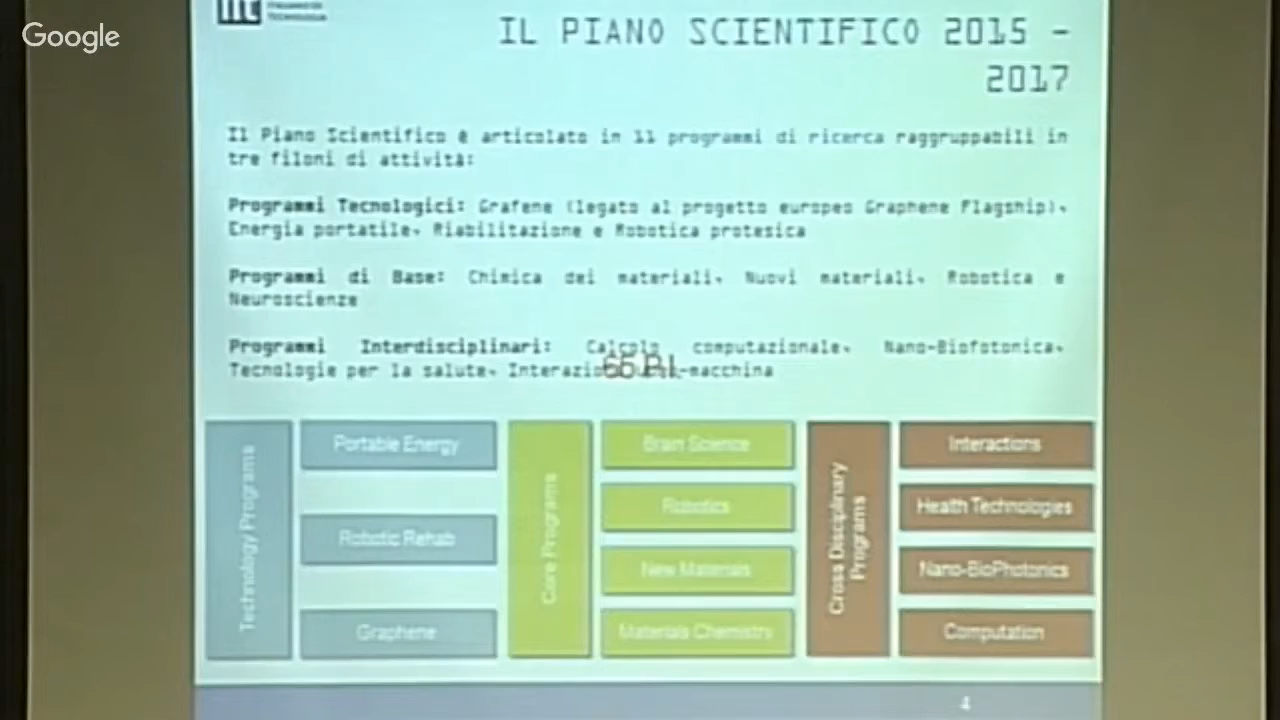 Google
iit
TECNOLOGIA
IL PIANO SCIENTIFICO 2015 -
2017
Il Piano Scientifico è articolato in 11 programmi di ricerca raggruppabili in
tre filoni di attività:
Programmi Tecnologici: Grafene (legato al progetto europeo Graphene Flagship),
Energia portatile, Riabilitazione e Robotica protesica
Programmi di Base: Chimica dei materiali, Nuovi materiali, Robotica e
Neuroscienze
Programmi Interdisciplinari: Calcolo computazionale, Nano-Biofotonica,
Tecnologie per la salute, -macchina
66 P.I.
Technology Programs
Portable Energy
Robotic Rehab
Graphene
Core Programs
Brain Science
Robotics
New Materials
Materials Chemistry
Cross Disciplinary
Programs
Interactions
Health Technologies
Nano-BioPhotonics
Computation
4